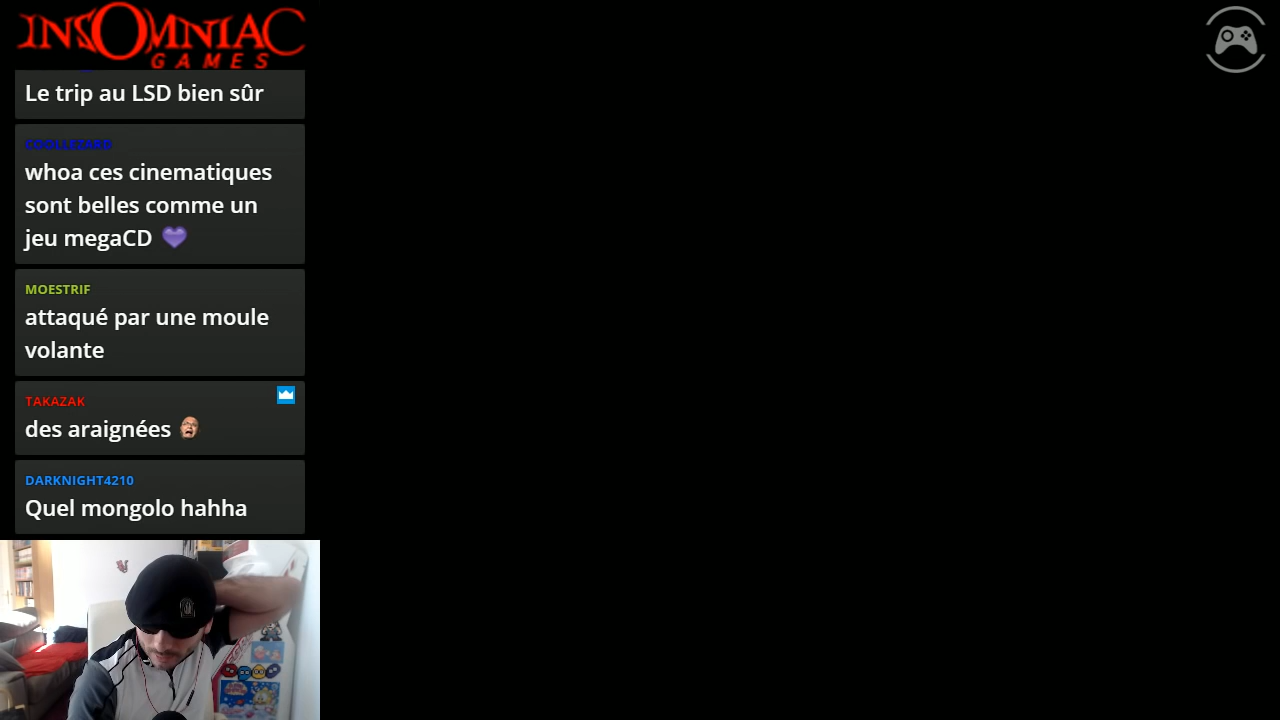 INSOMNIAC
GAMES
Le trip au LSD bien sûr
COOLLIZARD
whoa ces cinematiques
sont belles comme un
jeu megaCD
MOESTRIF
attaqué par une moule
volante
TAKAZAK
des araignées
DARKNIGHT4210
Quel mongolo hahha